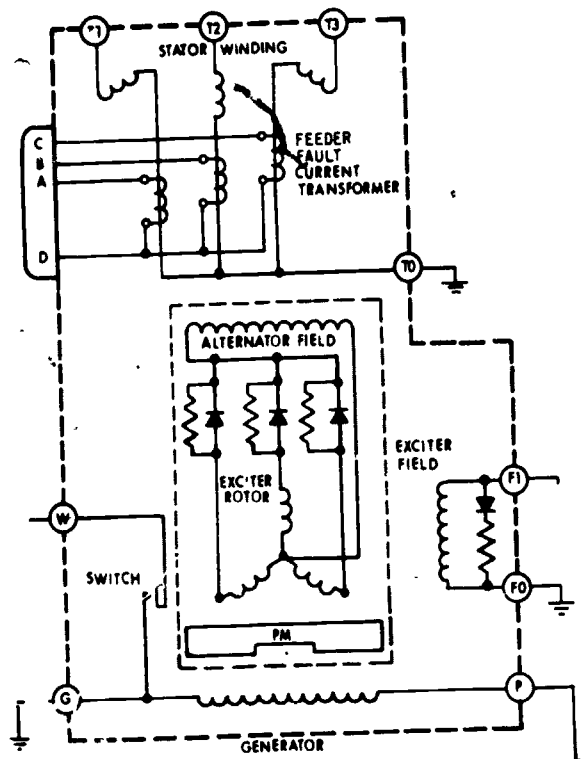 T1 T2 T3
STATOR WINDING
C
B
A
D
FEEDER
FAULT
CURRENT
TRANSFORMER
T0
ALTERNATOR FIELD
EXCITER
FIELD
EXCITER
ROTOR
F1
W
SWITCH
F0
PM
G
P
GENERATOR